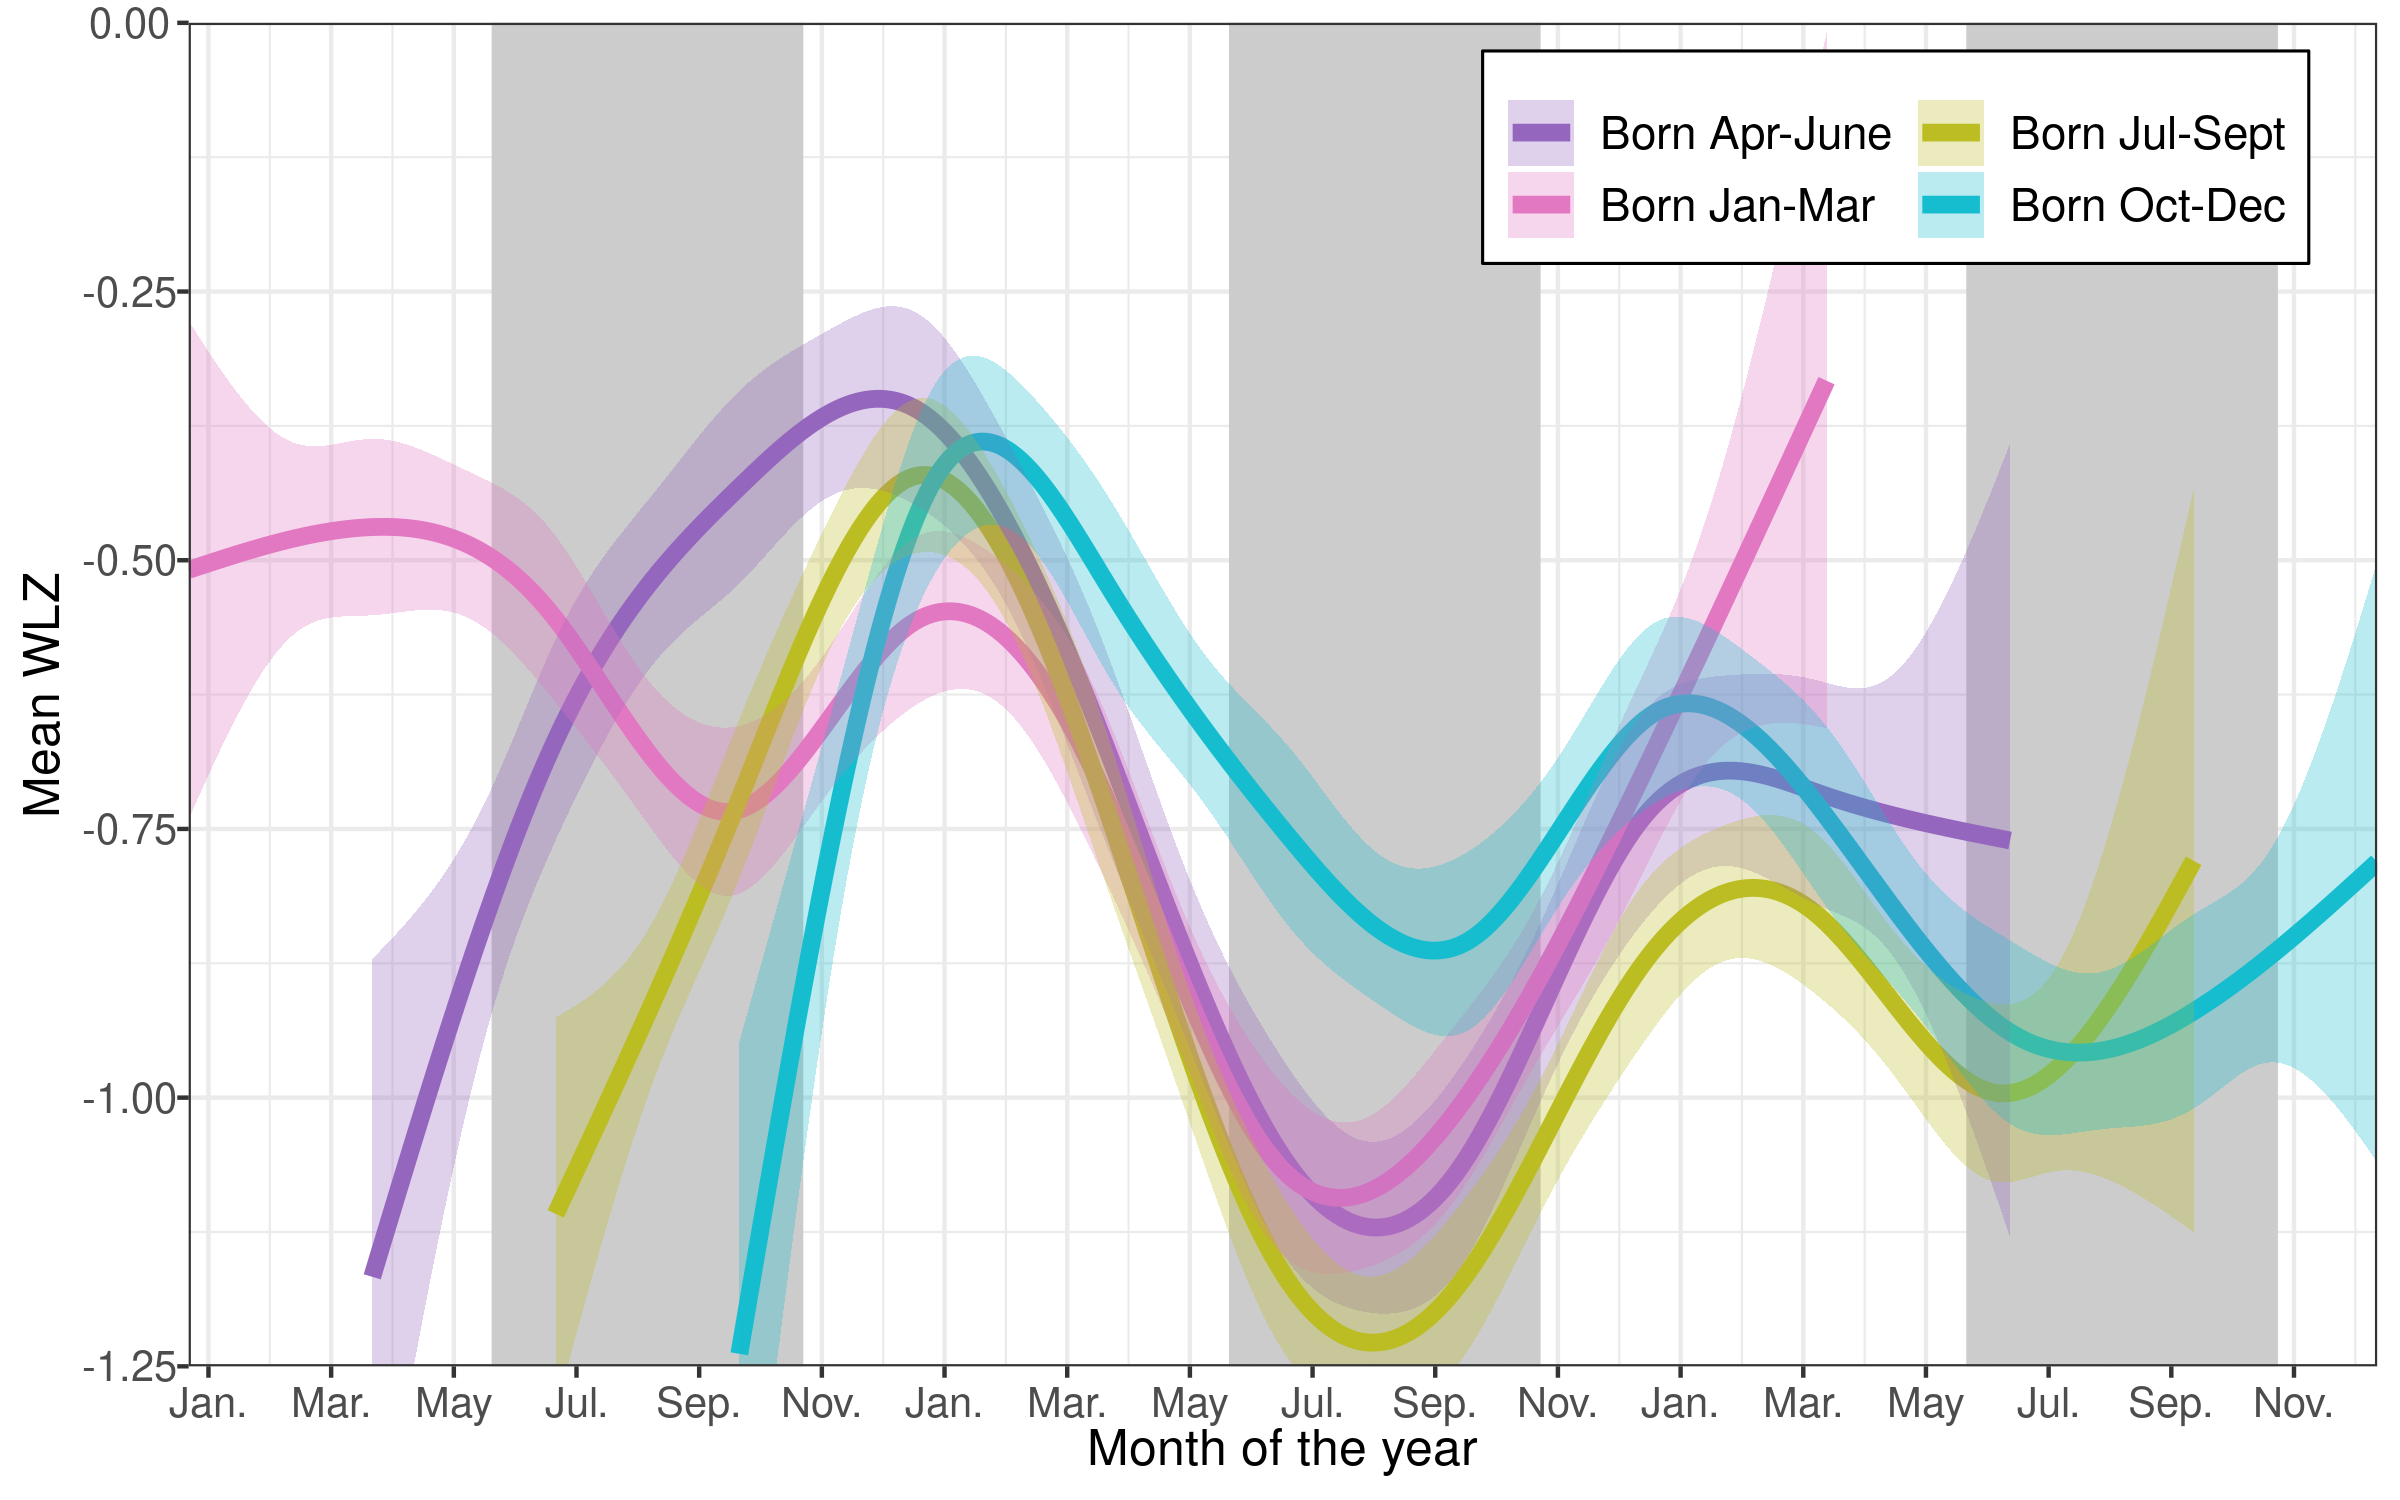 0.00
-0.25
-0.50
-0.75
-1.00
-1.25
Mean WLZ
Born Apr-June Born Jul-Sept
Born Jan-Mar Born Oct-Dec
Jan. Mar. May Jul. Sep. Nov. Jan. Mar. May Jul. Sep. Nov. Jan. Mar. May Jul. Sep. Nov.
Month of the year